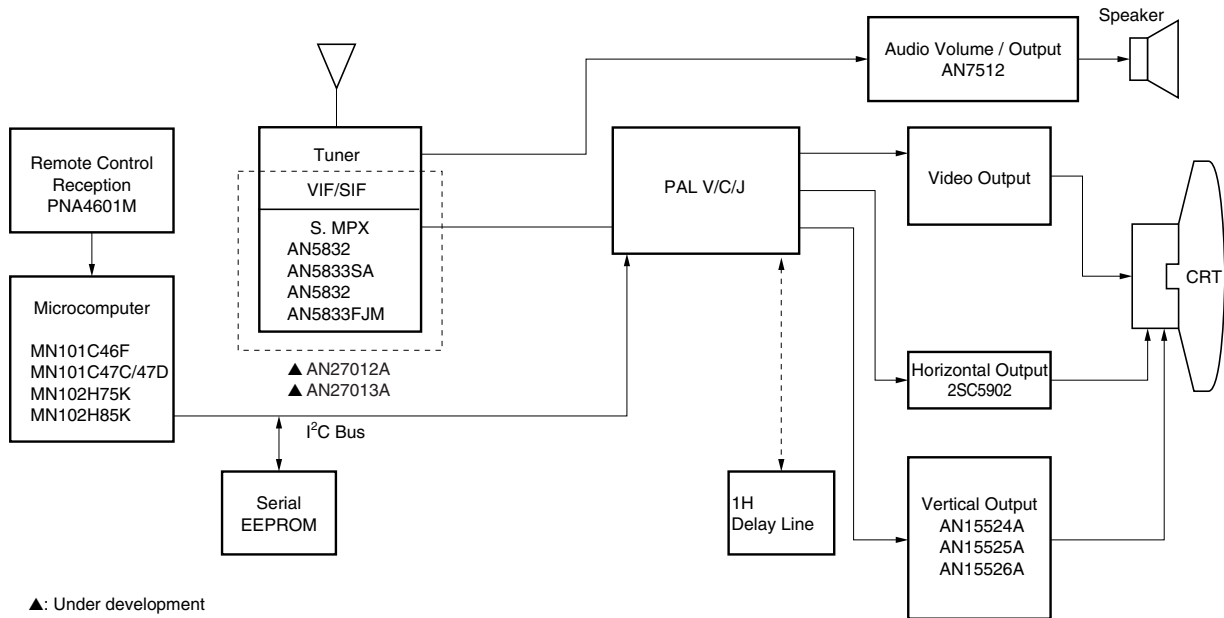 Speaker
Audio Volume / Output
AN7512
Remote Control
Reception
PNA4601M
Tuner
VIF/SIF
S. MPX
AN5832
AN5833SA
AN5832
AN5833FJM
PAL V/C/J
Video Output
CRT
Microcomputer
MN101C46F
MN101C47C/47D
MN102H75K
MN102H85K
▲ AN27012A
▲ AN27013A
I²C Bus
Horizontal Output
2SC5902
Serial
EEPROM
1H
Delay Line
Vertical Output
AN15524A
AN15525A
AN15526A
▲: Under development